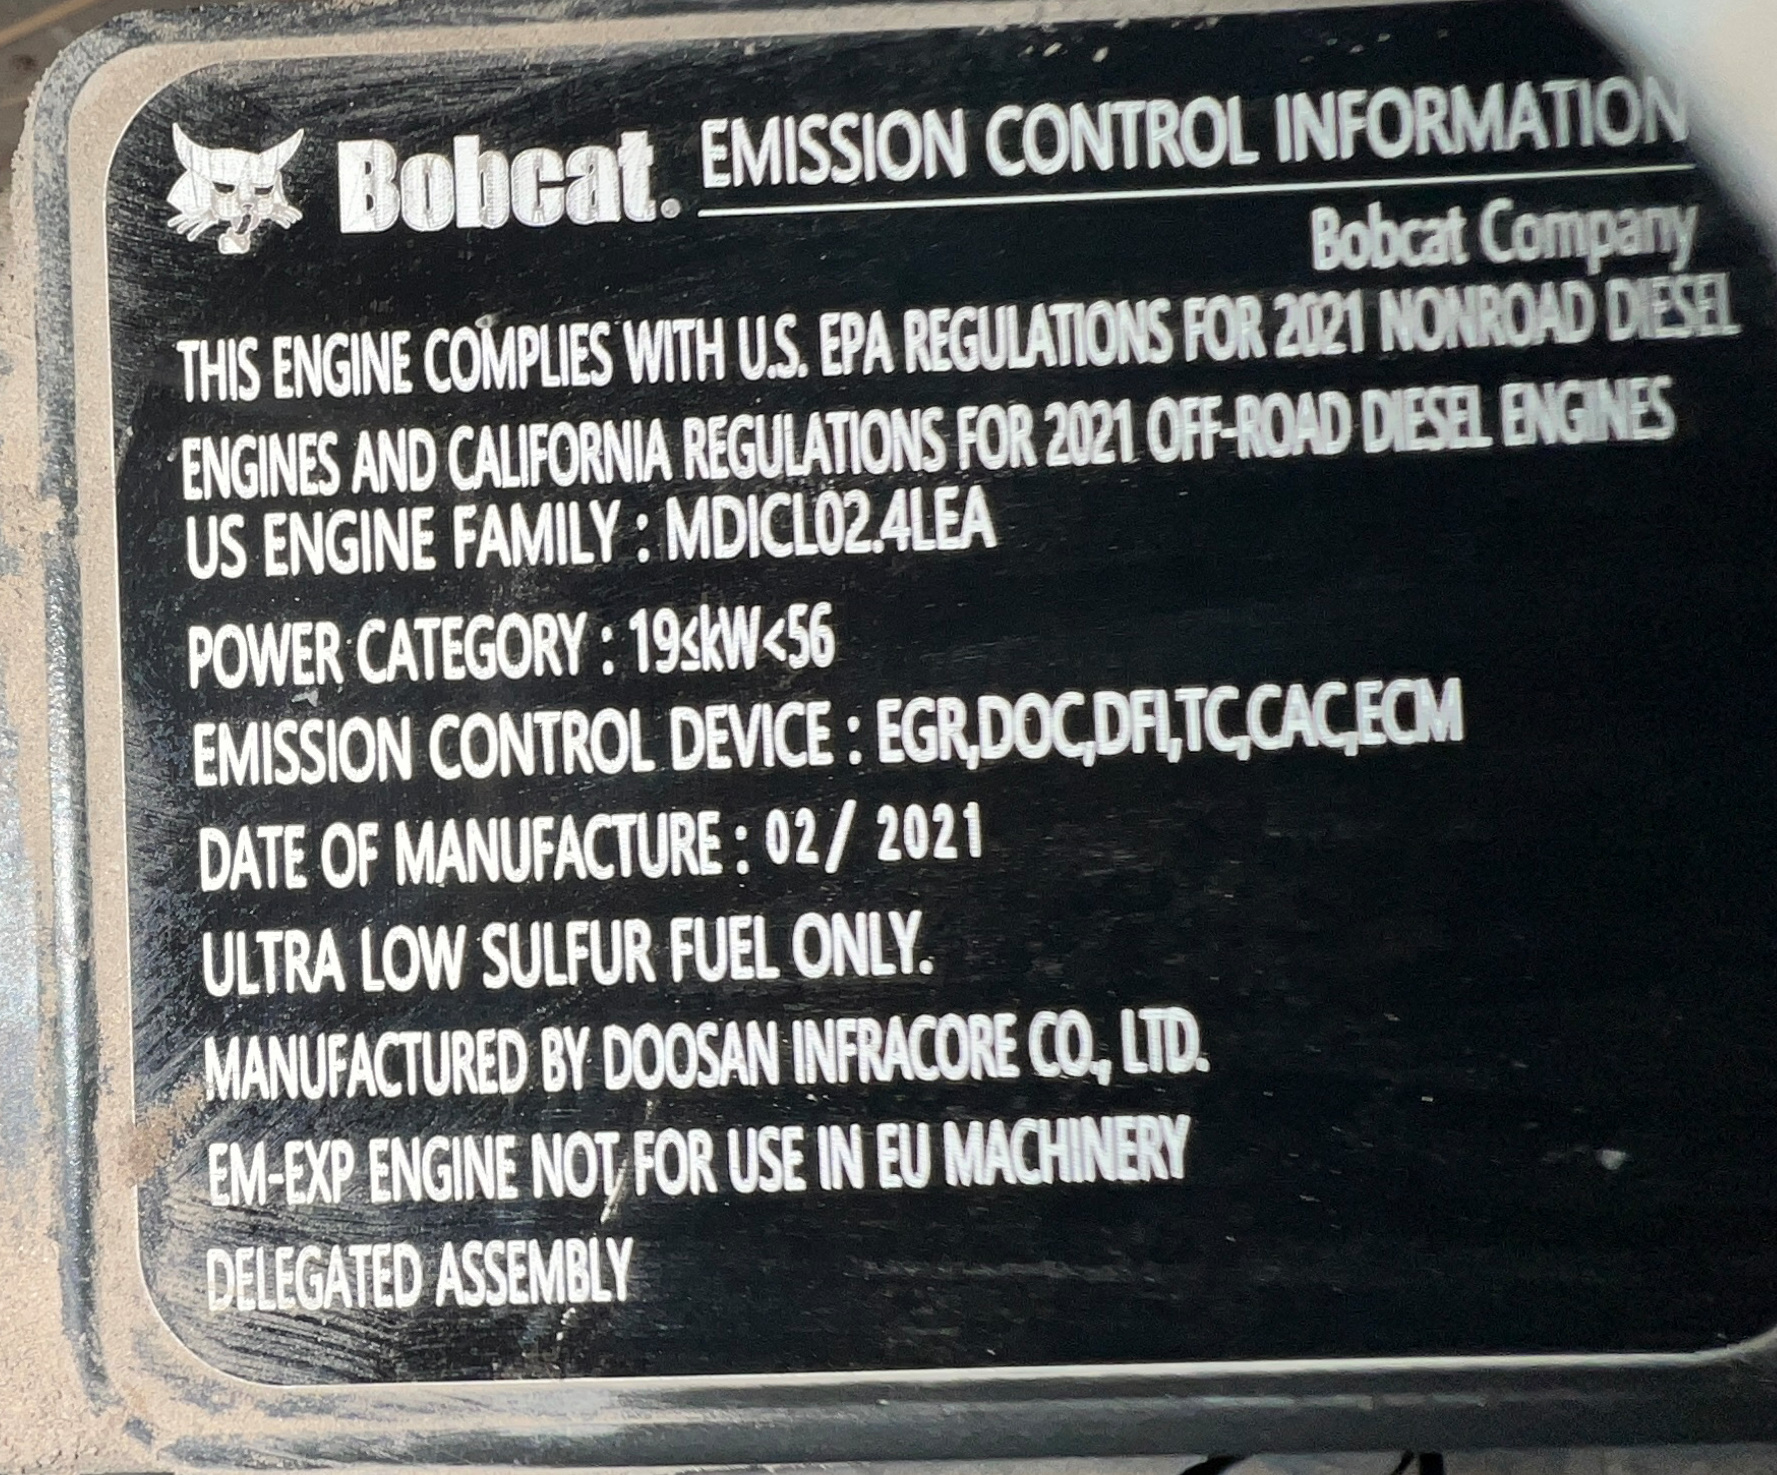 Bobcat. EMISSION CONTROL INFORMATION
Bobcat Company
THIS ENGINE COMPLIES WITH U.S. EPA REGULATIONS FOR 2021 NONROAD DIESEL
ENGINES AND CALIFORNIA REGULATIONS FOR 2021 OFF-ROAD DIESEL ENGINES
US ENGINE FAMILY : MDICL02.4LEA
POWER CATEGORY : 19≤kW<56
EMISSION CONTROL DEVICE : EGR,DOC,DFI,TC,CAC,ECM
DATE OF MANUFACTURE : 02/ 2021
ULTRA LOW SULFUR FUEL ONLY.
MANUFACTURED BY DOOSAN INFRACORE CO., LTD.
EM-EXP ENGINE NOT FOR USE IN EU MACHINERY
DELEGATED ASSEMBLY